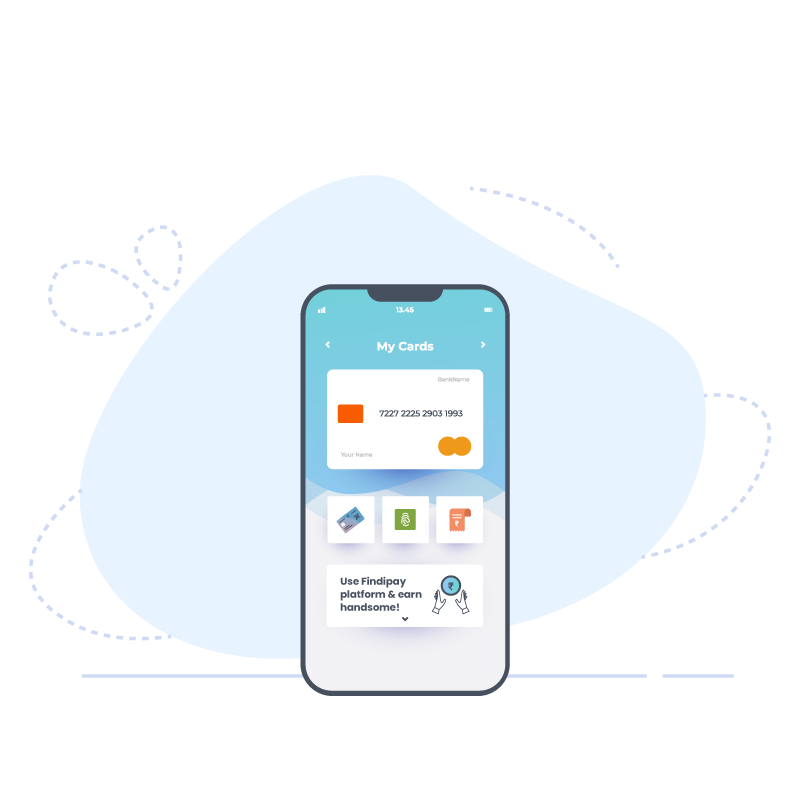 13.45
My Cards
BankName
7227 2225 2903 1993
Your Name
₹
₹
Use Findipay
platform & earn
handsome!